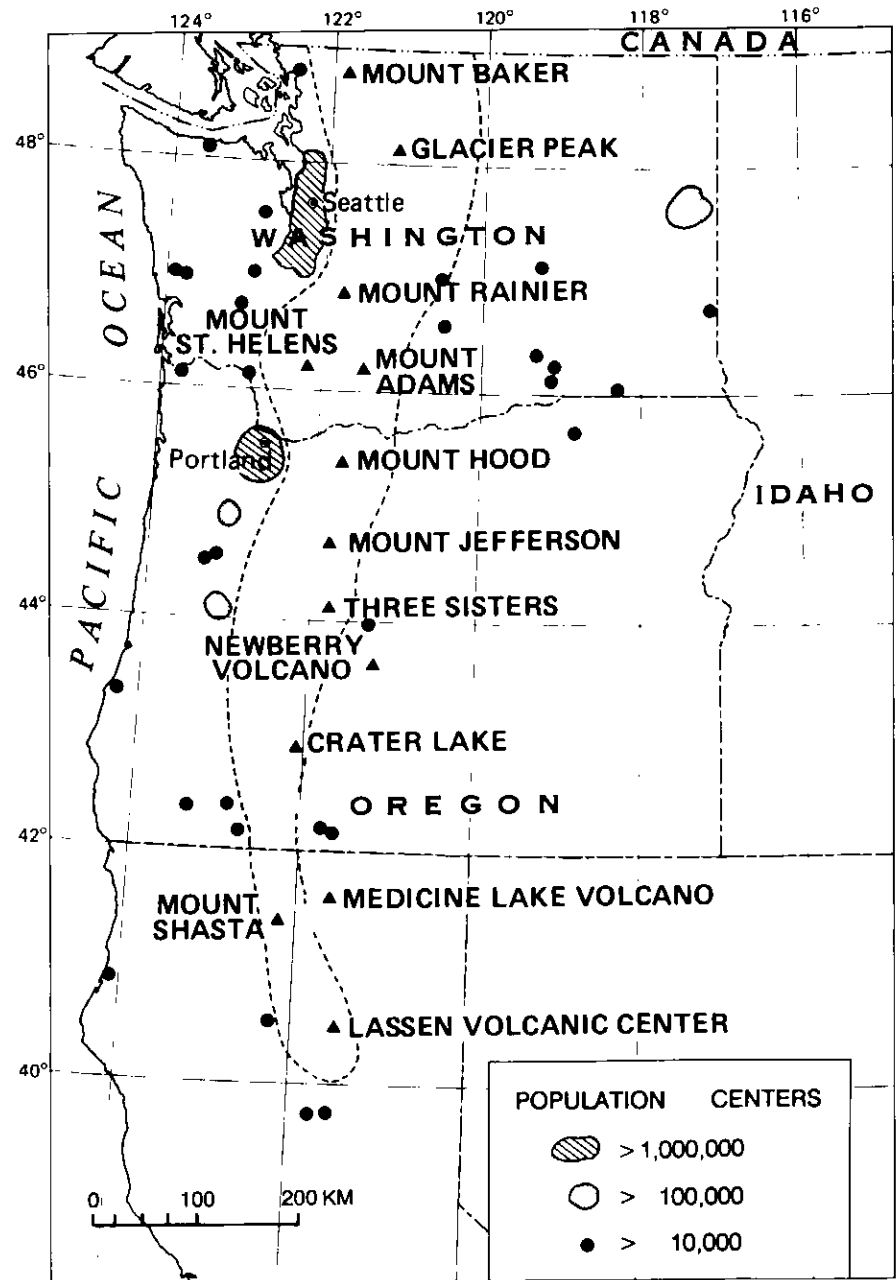 124° 122° 120° 118° 116°
CANADA
MOUNT BAKER
48°
GLACIER PEAK
Seattle
WASHINGTON
PACIFIC OCEAN
MOUNT RAINIER
MOUNT
ST. HELENS
MOUNT
ADAMS
46°
Portland
MOUNT HOOD
IDAHO
MOUNT JEFFERSON
44°
THREE SISTERS
NEWBERRY
VOLCANO
CRATER LAKE
OREGON
42°
MEDICINE LAKE VOLCANO
MOUNT
SHASTA
LASSEN VOLCANIC CENTER
40°
POPULATION CENTERS
> 1,000,000
> 100,000
> 10,000
0 100 200 KM